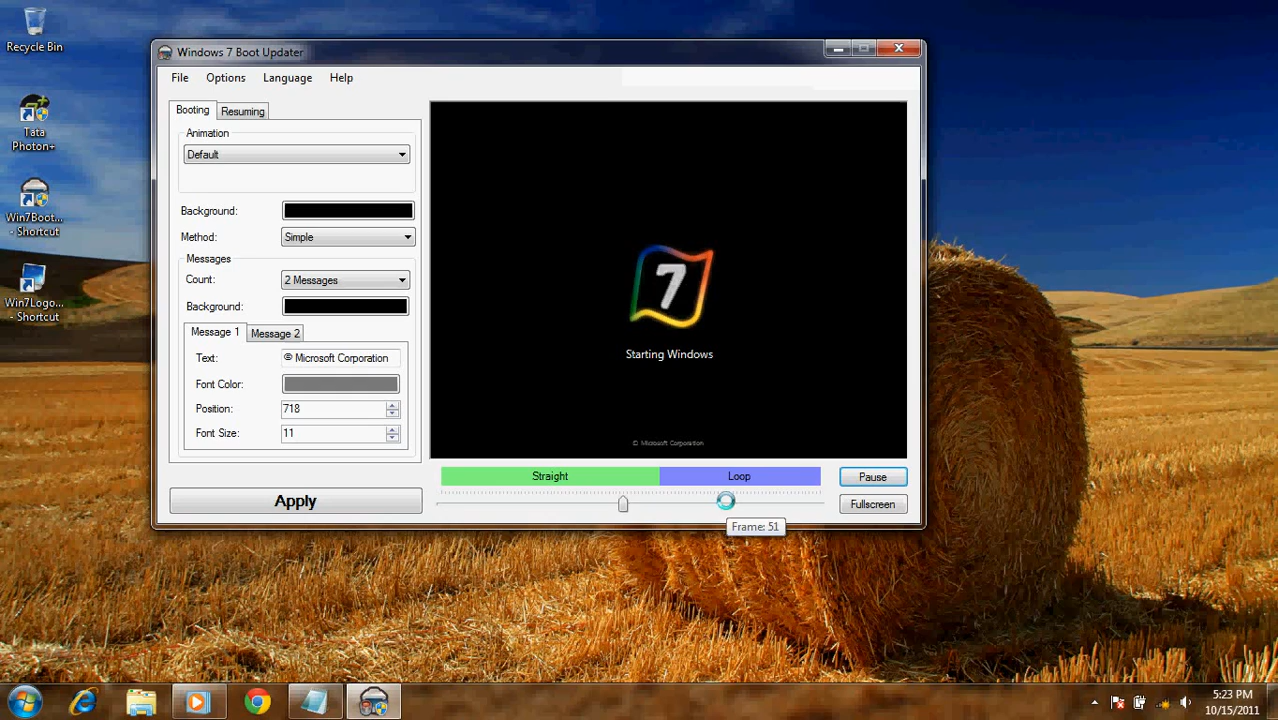 Recycle Bin
Tata
Photon+
Win7Boot...
- Shortcut
Win7Logo...
- Shortcut
Windows 7 Boot Updater
File Options Language Help
Booting Resuming
Animation
Default
Background:
Method: Simple
Messages
Count: 2 Messages
Background:
Message 1 Message 2
Text: © Microsoft Corporation
Font Color:
Position: 718
Font Size: 11
Apply
7
Starting Windows
© Microsoft Corporation
Straight Loop
Pause
Fullscreen
Frame: 51
5:23 PM
10/15/2011